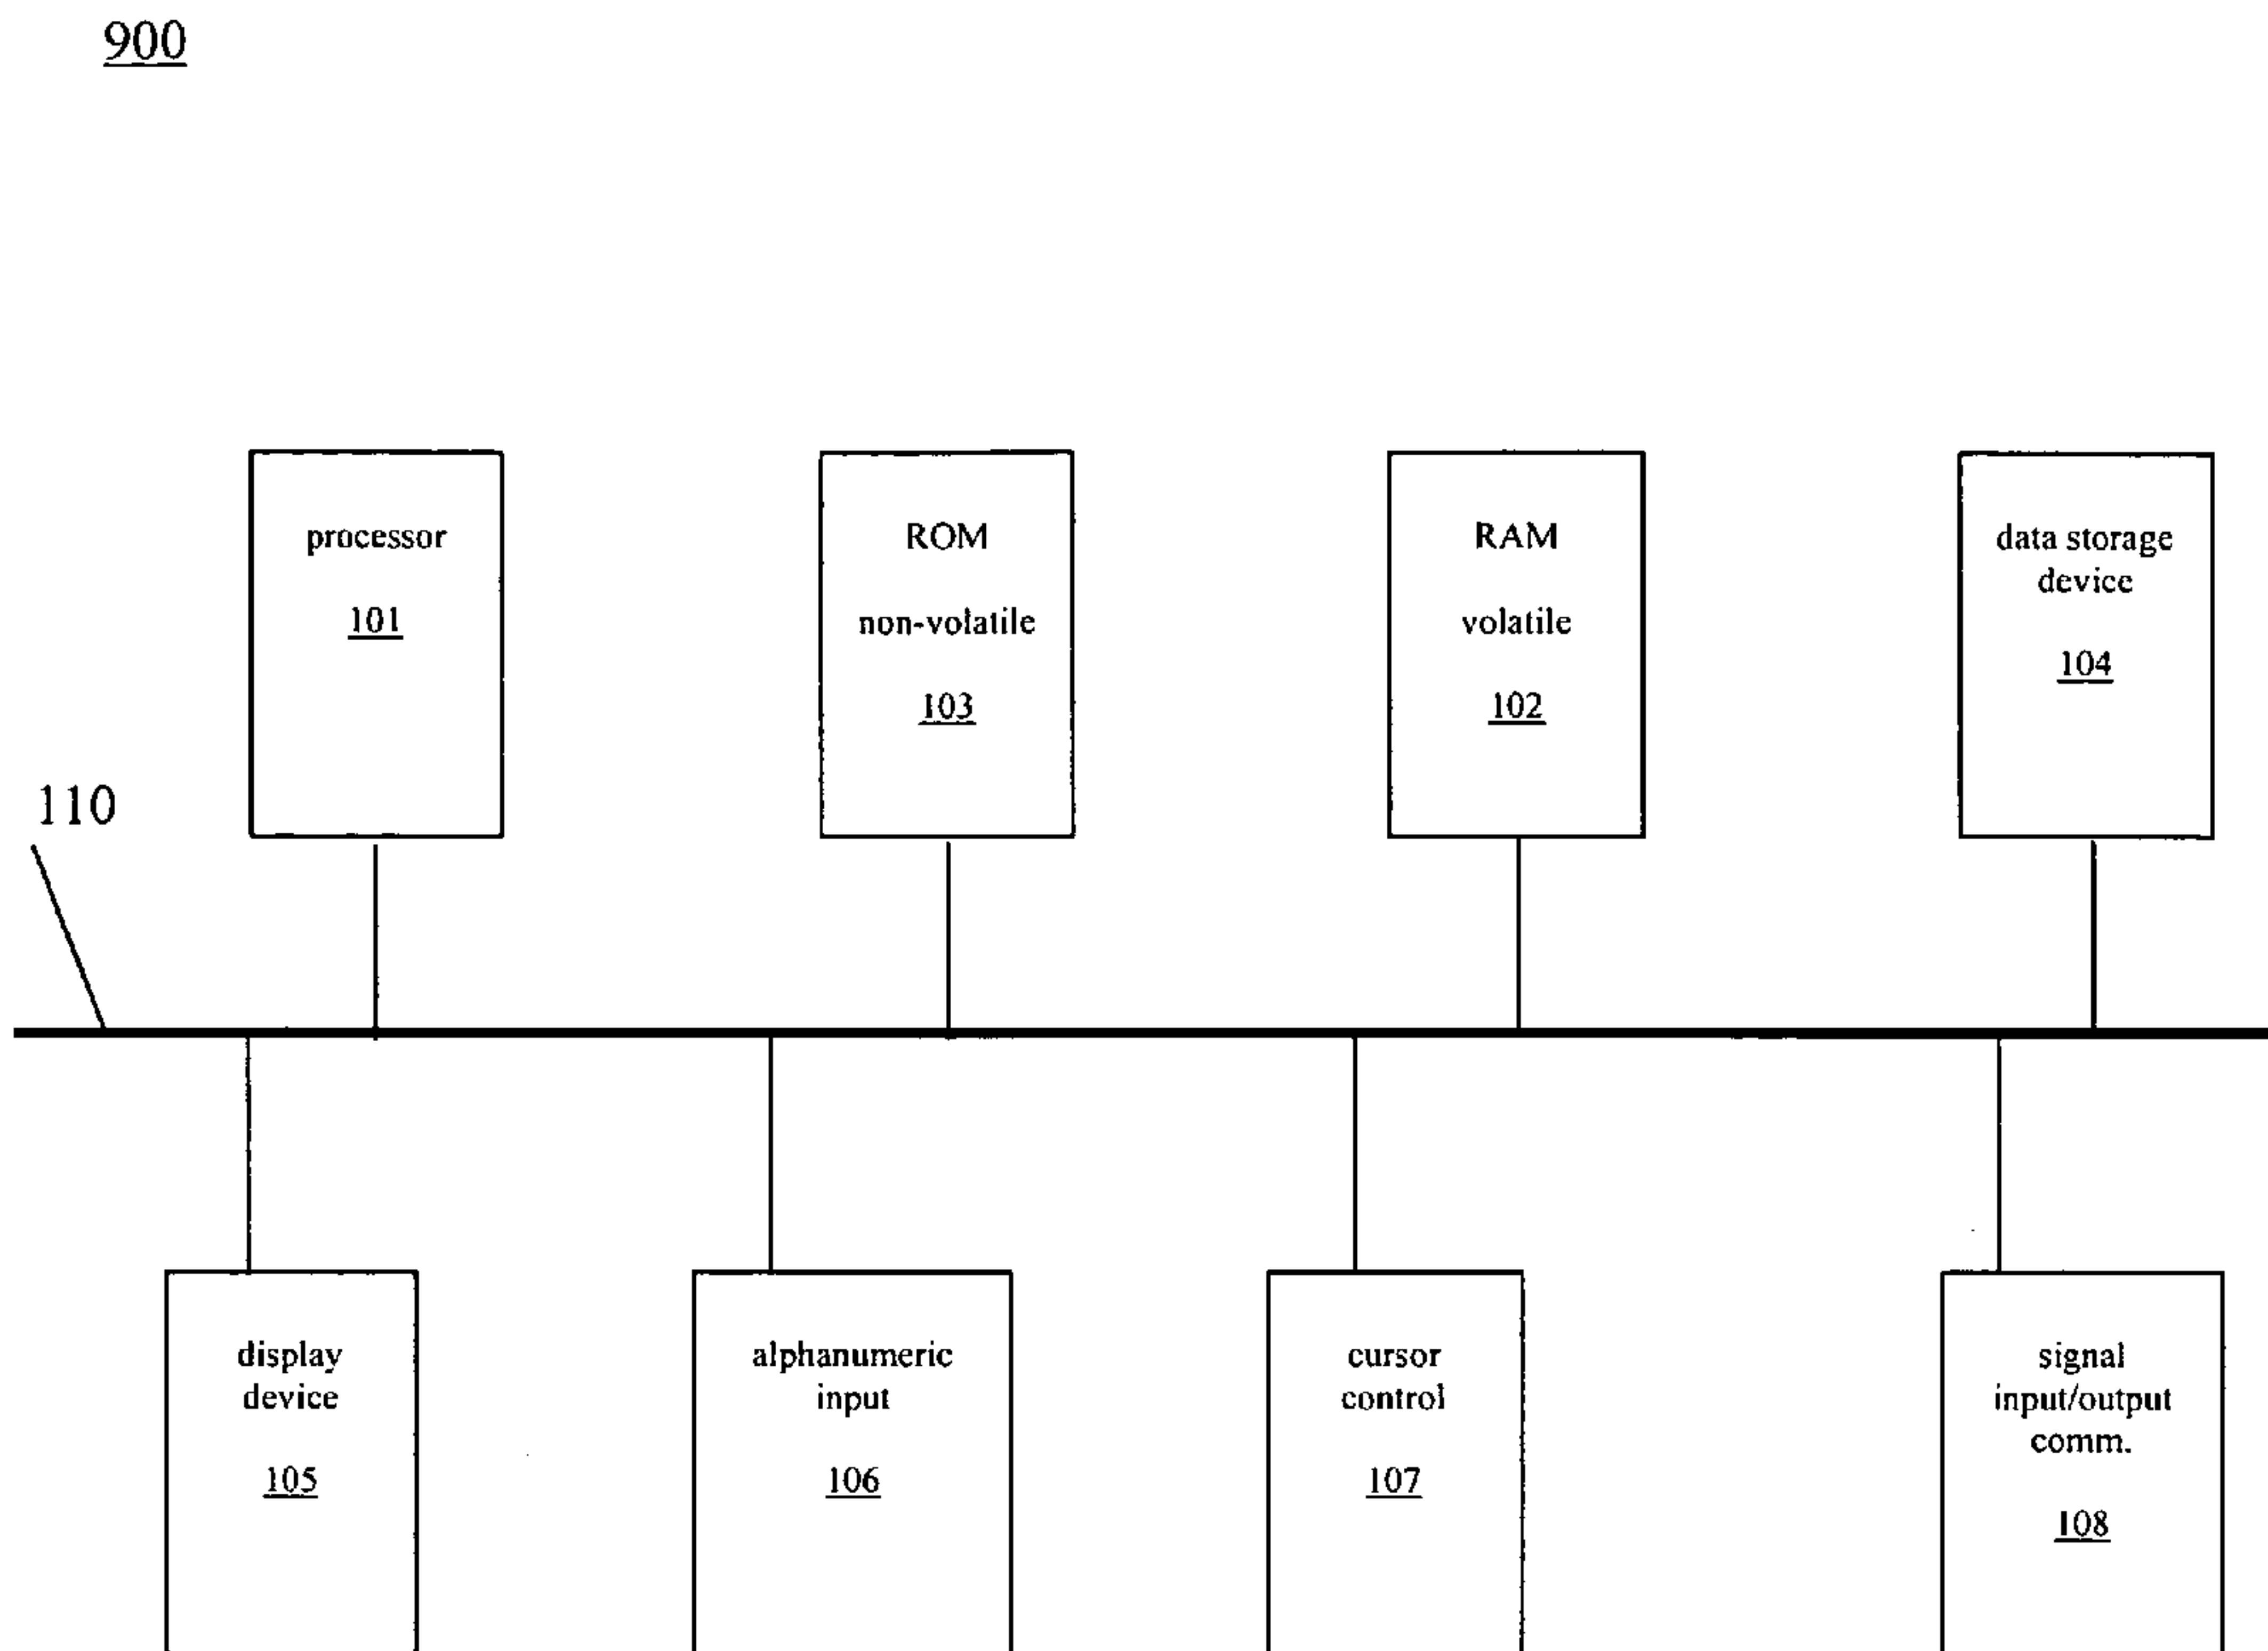 900
processor
101
ROM
non-volatile
103
RAM
volatile
102
data storage
device
104
110
display
device
105
alphanumeric
input
106
cursor
control
107
signal
input/output
comm.
108